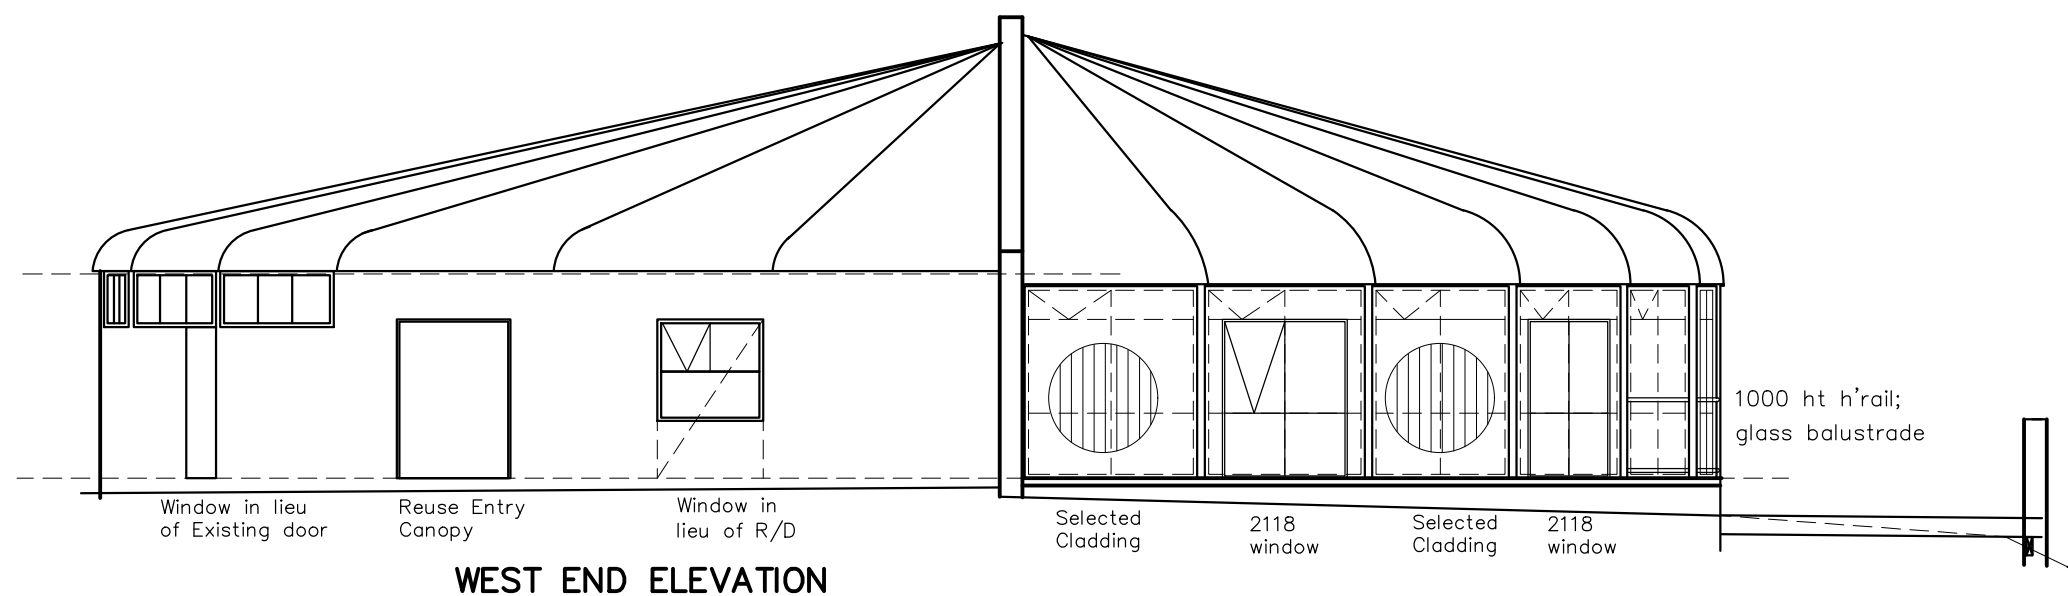 1000 ht h'rail;
glass balustrade
Window in lieu
of Existing door
Reuse Entry
Canopy
Window in
lieu of R/D
Selected
Cladding
2118
window
Selected
Cladding
2118
window
WEST END ELEVATION